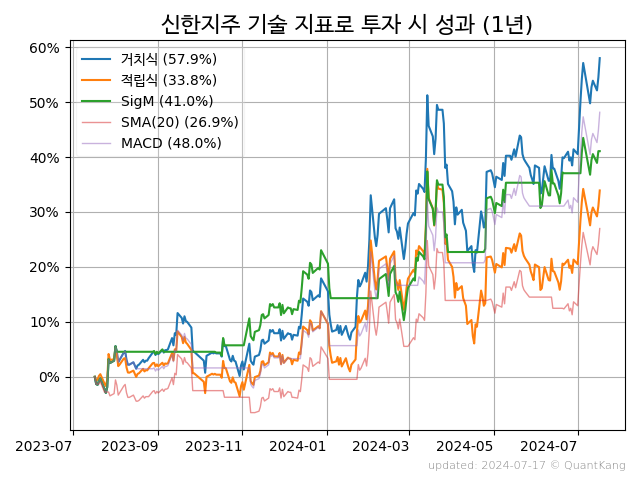 신한지주 기술 지표로 투자 시 성과 (1년)
60%
50%
40%
30%
20%
10%
0%
거치식 (57.9%)
적립식 (33.8%)
SigM (41.0%)
SMA(20) (26.9%)
MACD (48.0%)
2023-07 2023-09 2023-11 2024-01 2024-03 2024-05 2024-07
updated: 2024-07-17 © QuantKang